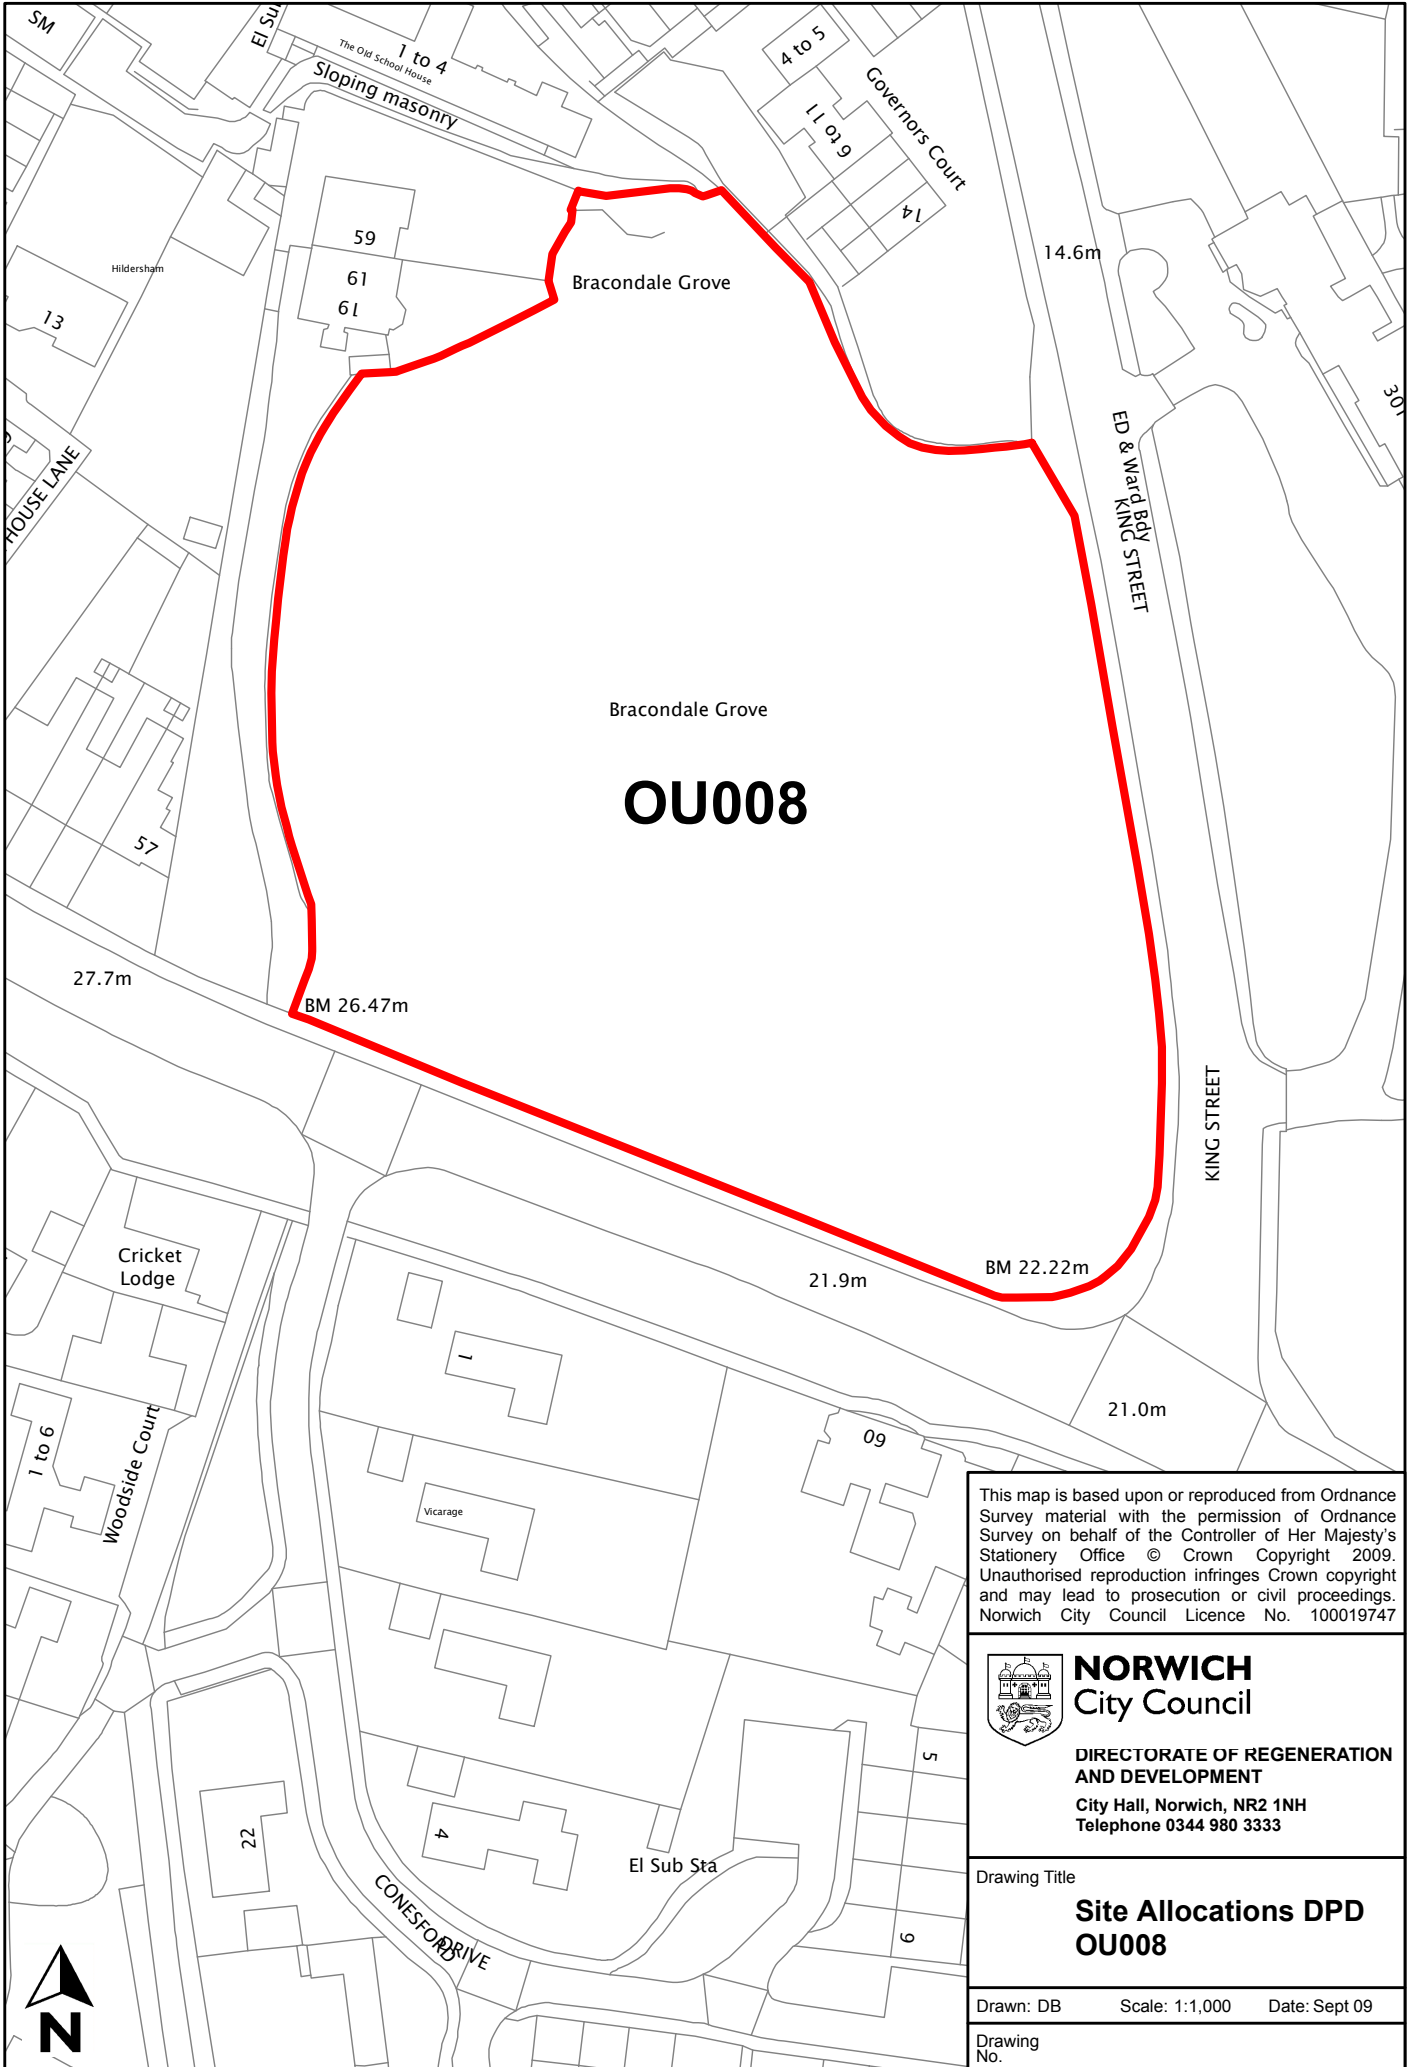 SM
El Su
The Old School House
1 to 4
Sloping masonry
4 to 5
6 to 11
Governors Court
14
14.6m
59
61
19
Hildersham
13
Bracondale Grove
301
HOUSE LANE
ED & Ward Bdy
KING STREET
Bracondale Grove
OU008
57
27.7m
BM 26.47m
KING STREET
Cricket
Lodge
BM 22.22m
21.9m
1
21.0m
1 to 6
Woodside Court
60
Vicarage
5
22
4
El Sub Sta
CONESFORD
DRIVE
9
N
This map is based upon or reproduced from Ordnance
Survey material with the permission of Ordnance
Survey on behalf of the Controller of Her Majesty's
Stationery Office © Crown Copyright 2009.
Unauthorised reproduction infringes Crown copyright
and may lead to prosecution or civil proceedings.
Norwich City Council Licence No. 100019747
NORWICH
City Council
DIRECTORATE OF REGENERATION
AND DEVELOPMENT
City Hall, Norwich, NR2 1NH
Telephone 0344 980 3333
Drawing Title
Site Allocations DPD
OU008
Drawn: DB Scale: 1:1,000 Date: Sept 09
Drawing
No.